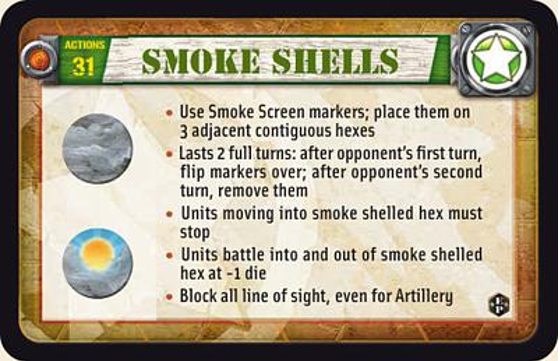 ACTIONS
31
SMOKE SHELLS
• Use Smoke Screen markers; place them on
3 adjacent contiguous hexes
• Lasts 2 full turns: after opponent's first turn,
flip markers over; after opponent's second
turn, remove them
• Units moving into smoke shelled hex must
stop
• Units battle into and out of smoke shelled
hex at -1 die
• Block all line of sight, even for Artillery